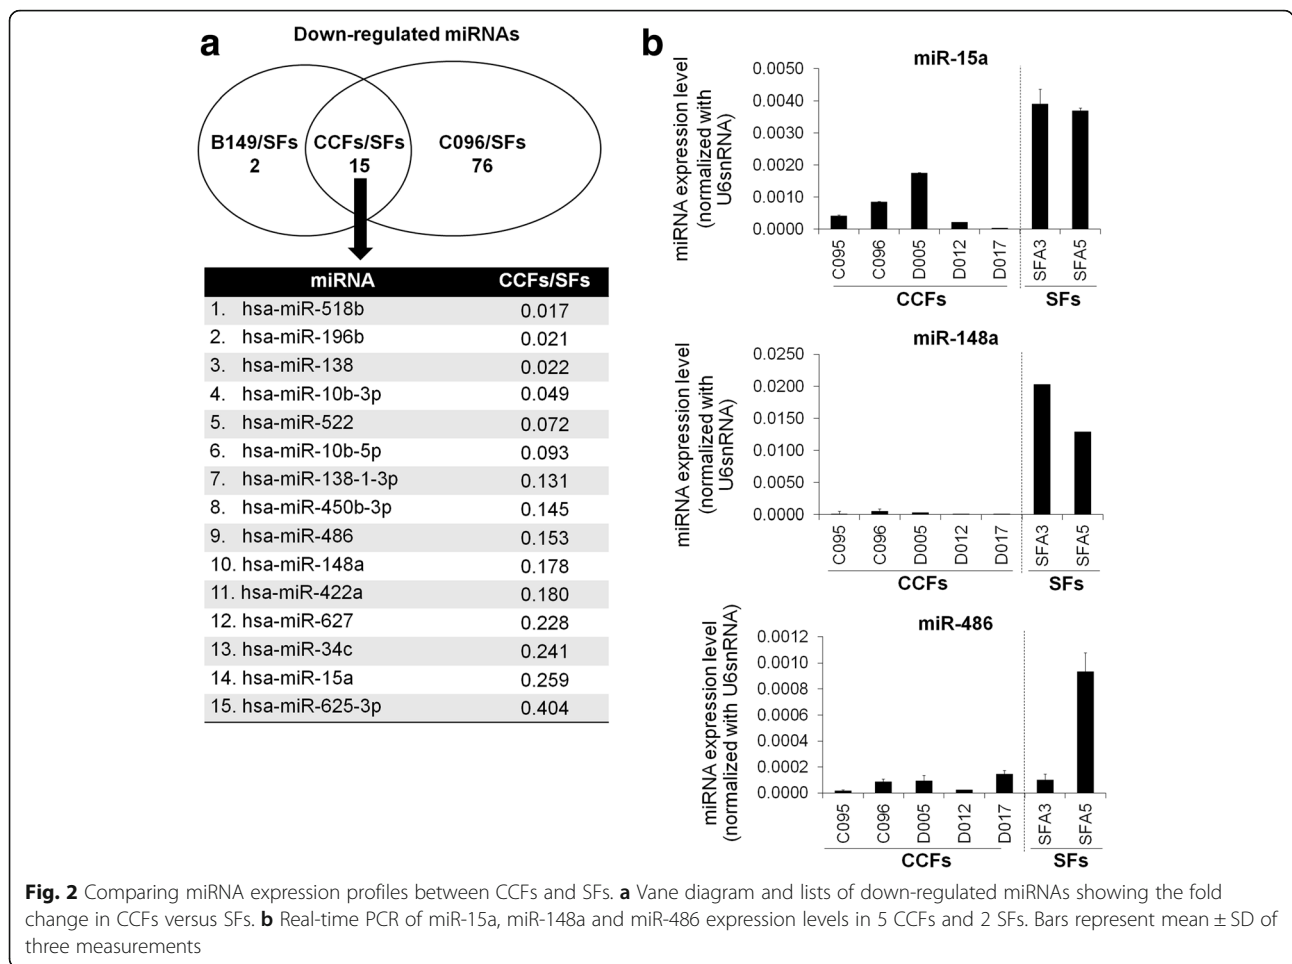 a
Down-regulated miRNAs
B149/SFs
2
CCFs/SFs
15
C096/SFs
76
miRNA CCFs/SFs
1. hsa-miR-518b 0.017
2. hsa-miR-196b 0.021
3. hsa-miR-138 0.022
4. hsa-miR-10b-3p 0.049
5. hsa-miR-522 0.072
6. hsa-miR-10b-5p 0.093
7. hsa-miR-138-1-3p 0.131
8. hsa-miR-450b-3p 0.145
9. hsa-miR-486 0.153
10. hsa-miR-148a 0.178
11. hsa-miR-422a 0.180
12. hsa-miR-627 0.228
13. hsa-miR-34c 0.241
14. hsa-miR-15a 0.259
15. hsa-miR-625-3p 0.404
b
miR-15a
miRNA expression level
(normalized with
U6snRNA)
0.0050
0.0040
0.0030
0.0020
0.0010
0.0000
C095 C096 D005 D012 D017 SFA3 SFA5
CCFs SFs
miR-148a
miRNA expression level
(normalized with
U6snRNA)
0.0250
0.0200
0.0150
0.0100
0.0050
0.0000
C095 C096 D005 D012 D017 SFA3 SFA5
CCFs SFs
miR-486
miRNA expression level
(normalized with U6snRNA)
0.0012
0.0010
0.0008
0.0006
0.0004
0.0002
0.0000
C095 C096 D005 D012 D017 SFA3 SFA5
CCFs SFs
Fig. 2 Comparing miRNA expression profiles between CCFs and SFs. a Vane diagram and lists of down-regulated miRNAs showing the fold
change in CCFs versus SFs. b Real-time PCR of miR-15a, miR-148a and miR-486 expression levels in 5 CCFs and 2 SFs. Bars represent mean ± SD of
three measurements